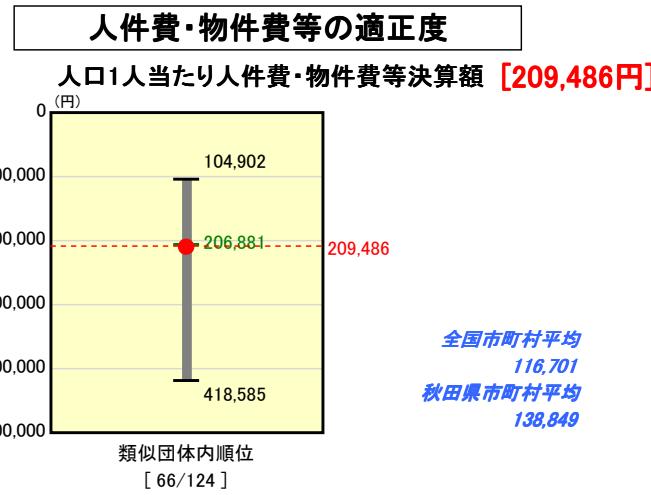 人件費・物件費等の適正度
人口1人当たり人件費・物件費等決算額 [209,486円]
(円)
0
00,000
00,000
00,000
00,000
00,000
104,902
206,881
209,486
418,585
全国市町村平均
116,701
秋田県市町村平均
138,849
類似団体内順位
[ 66/124 ]